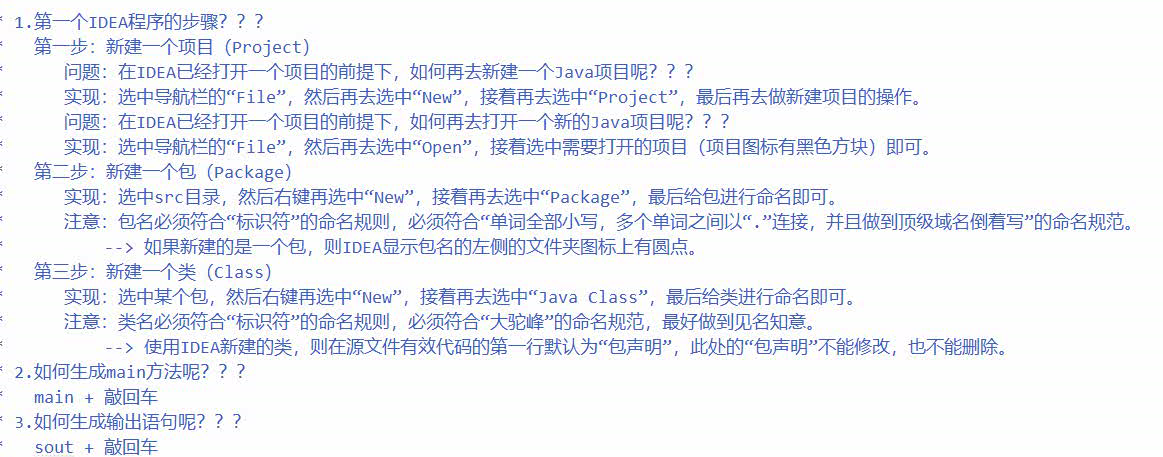 * 1.第一个IDEA程序的步骤？？？
* 第一步：新建一个项目（Project）
* 问题：在IDEA已经打开一个项目的前提下，如何再去新建一个Java项目呢？？？
* 实现：选中导航栏的“File”，然后再去选中“New”，接着再去选中“Project”，最后再去做新建项目的操作。
* 问题：在IDEA已经打开一个项目的前提下，如何再去打开一个新的Java项目呢？？？
* 实现：选中导航栏的“File”，然后再去选中“Open”，接着选中需要打开的项目（项目图标有黑色方块）即可。
* 第二步：新建一个包（Package）
* 实现：选中src目录，然后右键再选中“New”，接着再去选中“Package”，最后给包进行命名即可。
* 注意：包名必须符合“标识符”的命名规则，必须符合“单词全部小写，多个单词之间以“.”连接，并且做到顶级域名倒着写”的命名规范。
* --> 如果新建的是一个包，则IDEA显示包名的左侧的文件夹图标上有圆点。
* 第三步：新建一个类（Class）
* 实现：选中某个包，然后右键再选中“New”，接着再去选中“Java Class”，最后给类进行命名即可。
* 注意：类名必须符合“标识符”的命名规则，必须符合“大驼峰”的命名规范，最好做到见名知意。
* --> 使用IDEA新建的类，则在源文件有效代码的第一行默认为“包声明”，此处的“包声明”不能修改，也不能删除。
* 2.如何生成main方法呢？？？
* main + 敲回车
* 3.如何生成输出语句呢？？？
* sout + 敲回车